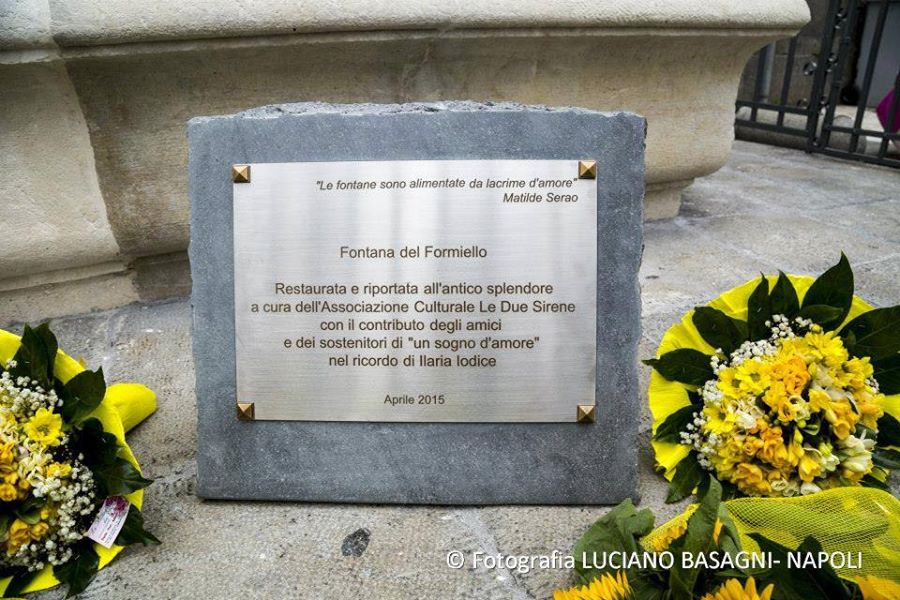 "Le fontane sono alimentate da lacrime d'amore"
Matilde Serao
Fontana del Formiello
Restaurata e riportata all'antico splendore
a cura dell'Associazione Culturale Le Due Sirene
con il contributo degli amici
e dei sostenitori di "un sogno d'amore"
nel ricordo di Ilaria Iodice
Aprile 2015
© Fotografia LUCIANO BASAGNI- NAPOLI